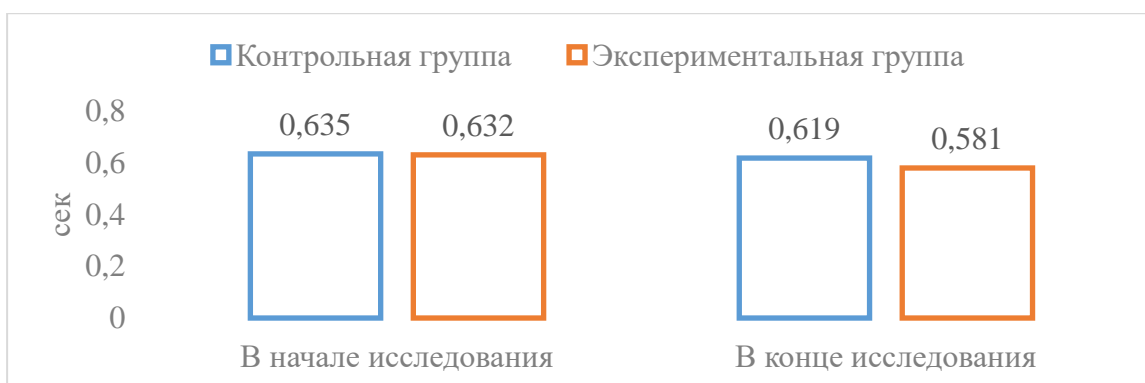 Контрольная группа Экспериментальная группа
0,8
0,6
0,4
0,2
0
сек
0,635 0,632 0,619 0,581
В начале исследования В конце исследования